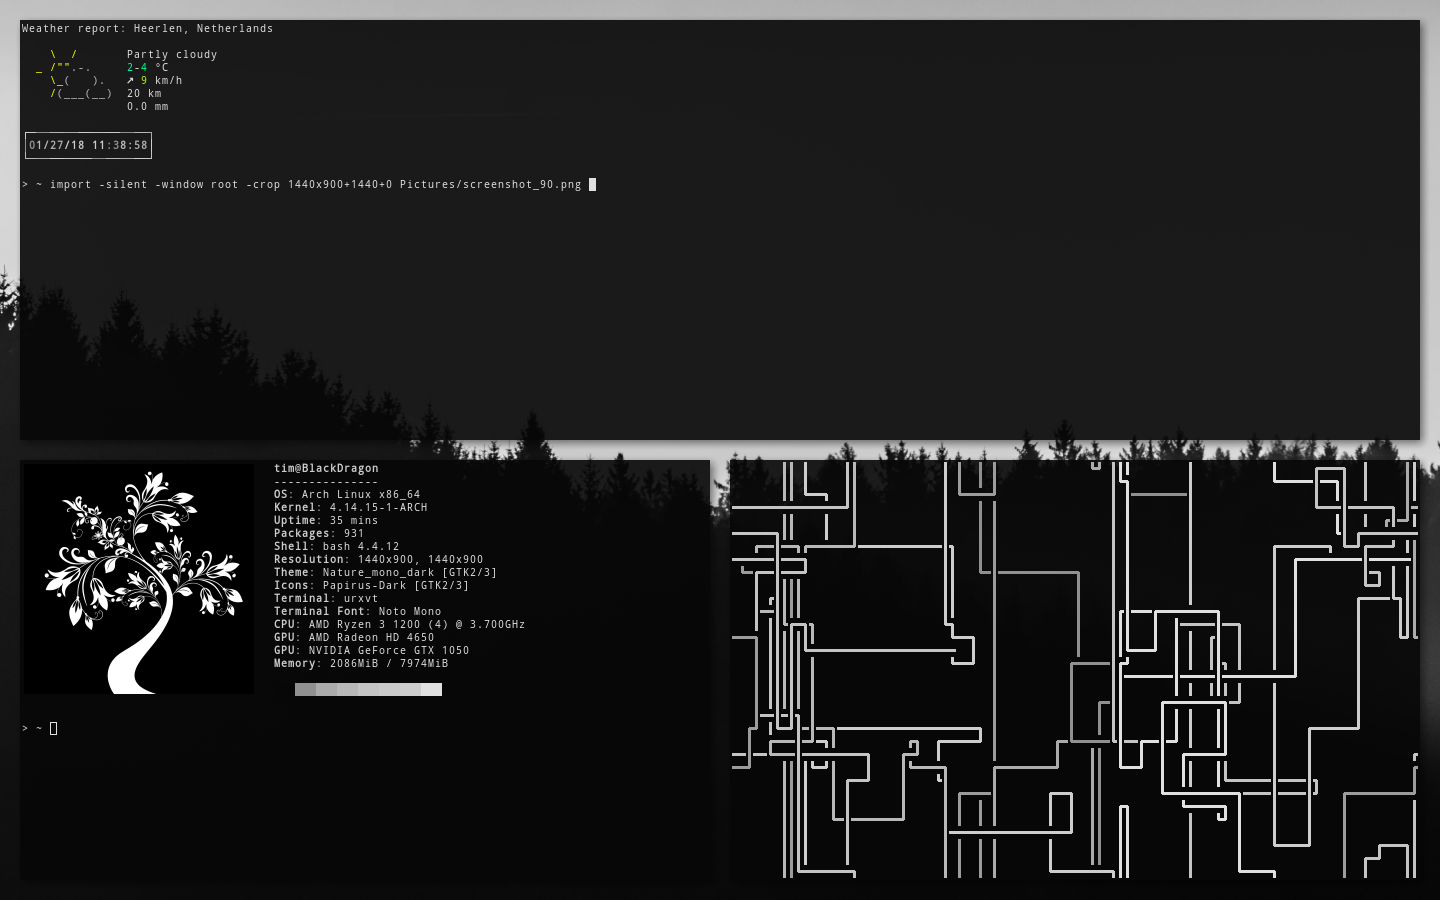 Weather report: Heerlen, Netherlands
Partly cloudy
2-4 °C
↗ 9 km/h
20 km
0.0 mm
01/27/18 11:38:58
> ~ import -silent -window root -crop 1440x900+1440+0 Pictures/screenshot_90.png
tim@BlackDragon
---------------
OS: Arch Linux x86_64
Kernel: 4.14.15-1-ARCH
Uptime: 35 mins
Packages: 931
Shell: bash 4.4.12
Resolution: 1440x900, 1440x900
Theme: Nature_mono_dark [GTK2/3]
Icons: Papirus-Dark [GTK2/3]
Terminal: urxvt
Terminal Font: Noto Mono
CPU: AMD Ryzen 3 1200 (4) @ 3.700GHz
GPU: AMD Radeon HD 4650
GPU: NVIDIA GeForce GTX 1050
Memory: 2086MiB / 7974MiB
> ~